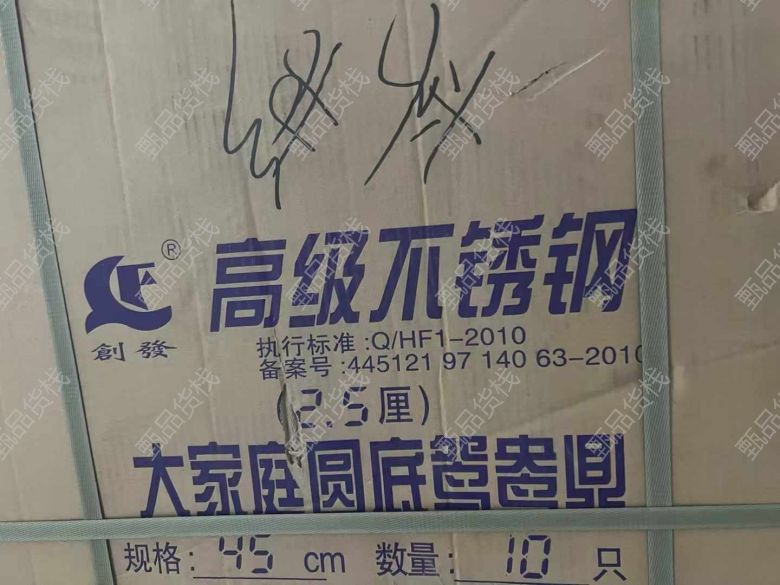 創發
®
高级不锈钢
执行标准:Q/HF1-2010
备案号:445121 97 140 63-2010
(2.5厘)
大家庭圆底鸳鸯鼎
规格: 45 cm 数量: 10 只
甄品货栈